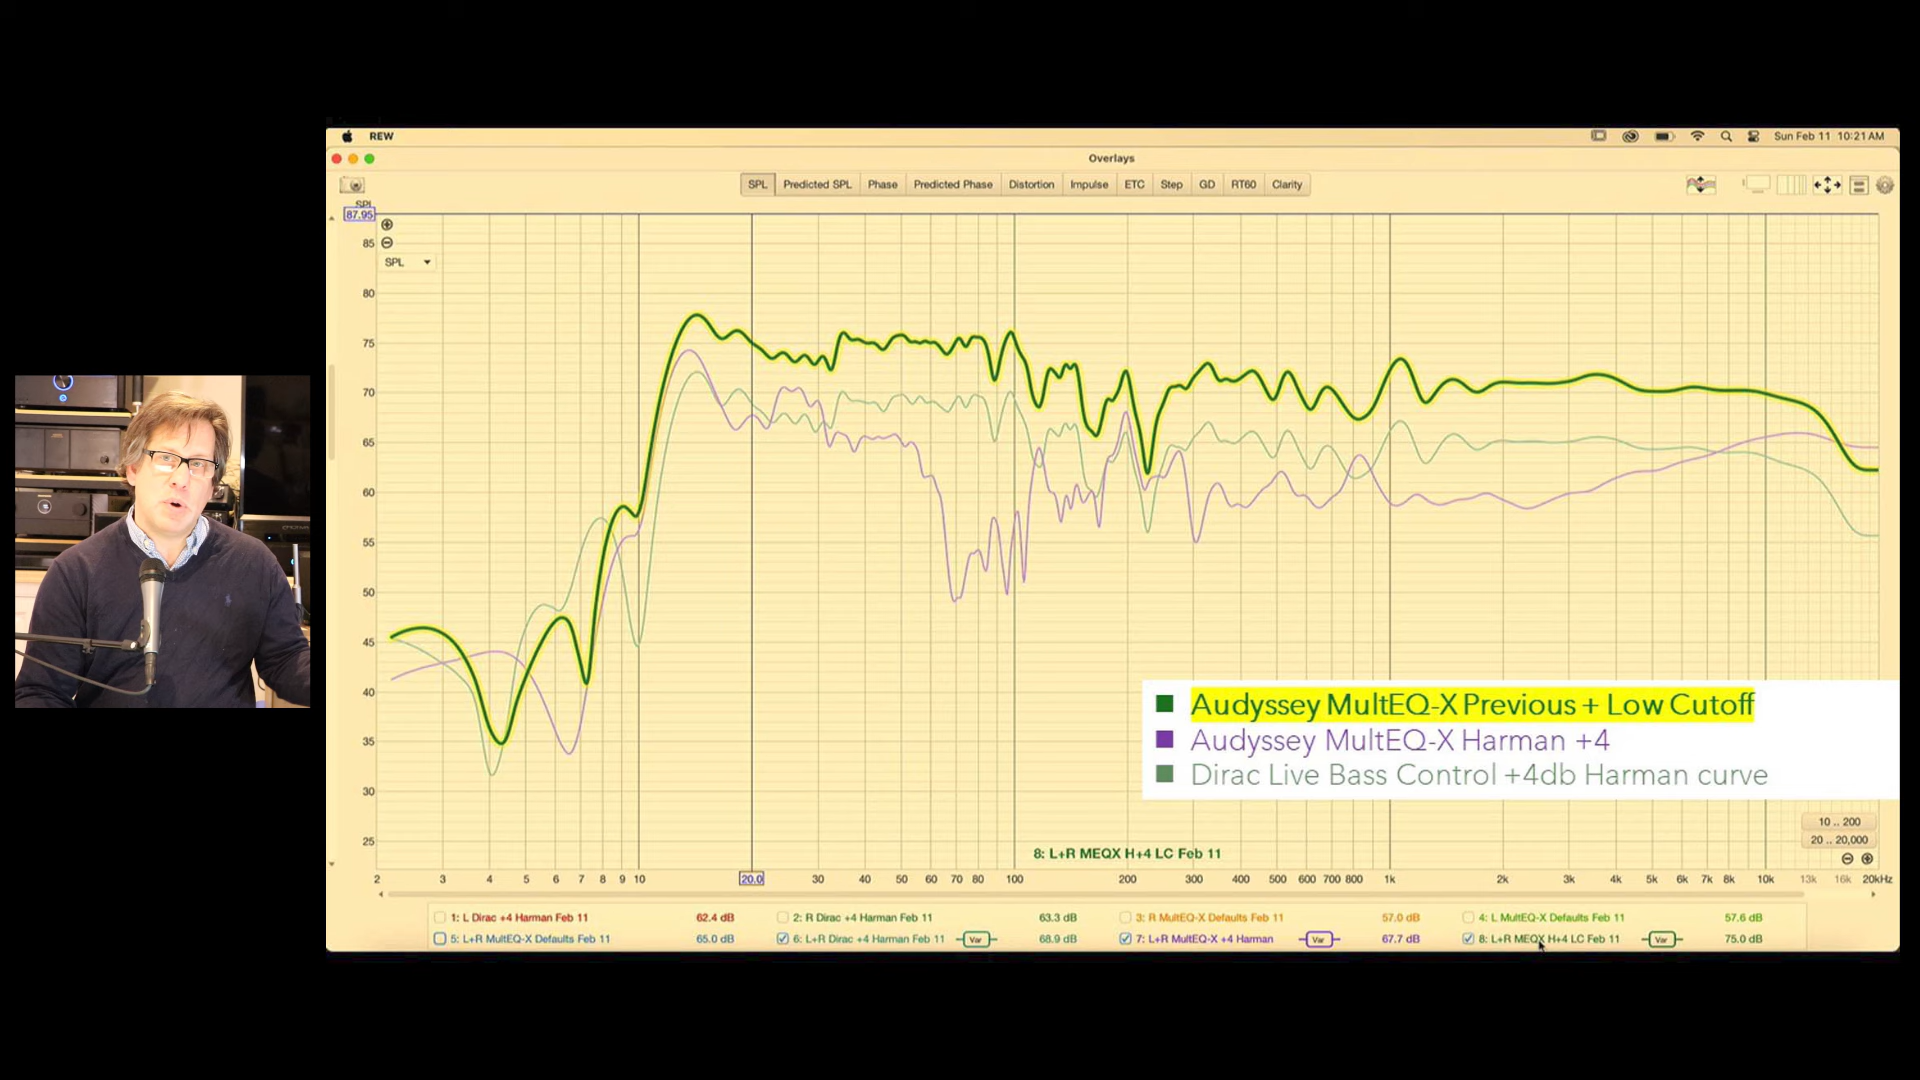 REW
Sun Feb 11 10:21 AM
Overlays
SPL Predicted SPL Phase Predicted Phase Distortion Impulse ETC Step GD RT60 Clarity
SPL
87.95
85
SPL
80
75
70
65
60
55
50
45
40
35
30
25
Audyssey MultEQ-X Previous + Low Cutoff
Audyssey MultEQ-X Harman +4
Dirac Live Bass Control +4db Harman curve
10 .. 200
20 .. 20,000
8: L+R MEQX H+4 LC Feb 11
2 3 4 5 6 7 8 9 10 20.0 30 40 50 60 70 80 100 200 300 400 500 600 700 800 1k 2k 3k 4k 5k 6k 7k 8k 10k 13k 16k 20kHz
1: L Dirac +4 Harman Feb 11 62.4 dB 2: R Dirac +4 Harman Feb 11 63.3 dB 3: R MultEQ-X Defaults Feb 11 57.0 dB 4: L MultEQ-X Defaults Feb 11 57.6 dB
5: L+R MultEQ-X Defaults Feb 11 65.0 dB 6: L+R Dirac +4 Harman Feb 11 Var 68.9 dB 7: L+R MultEQ-X +4 Harman Var 67.7 dB 8: L+R MEQX H+4 LC Feb 11 Var 75.0 dB